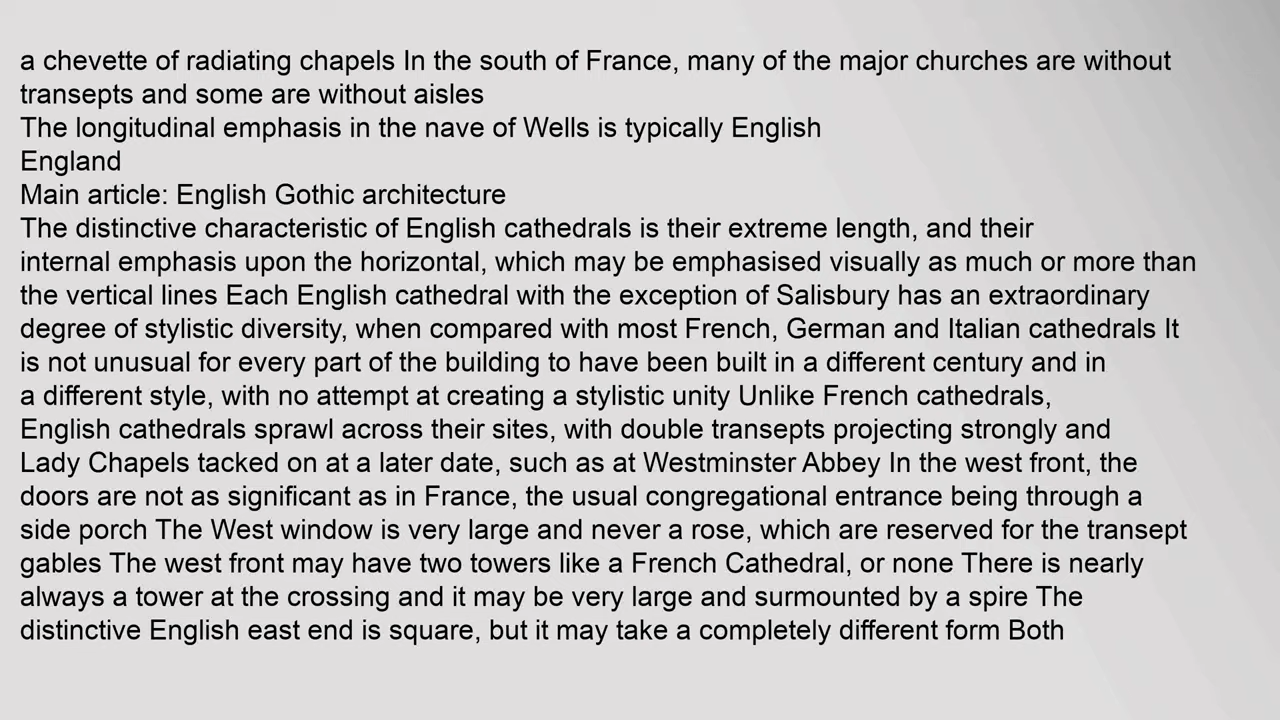 a chevette of radiating chapels In the south of France, many of the major churches are without
transepts and some are without aisles
The longitudinal emphasis in the nave of Wells is typically English
England
Main article: English Gothic architecture
The distinctive characteristic of English cathedrals is their extreme length, and their
internal emphasis upon the horizontal, which may be emphasised visually as much or more than
the vertical lines Each English cathedral with the exception of Salisbury has an extraordinary
degree of stylistic diversity, when compared with most French, German and Italian cathedrals It
is not unusual for every part of the building to have been built in a different century and in
a different style, with no attempt at creating a stylistic unity Unlike French cathedrals,
English cathedrals sprawl across their sites, with double transepts projecting strongly and
Lady Chapels tacked on at a later date, such as at Westminster Abbey In the west front, the
doors are not as significant as in France, the usual congregational entrance being through a
side porch The West window is very large and never a rose, which are reserved for the transept
gables The west front may have two towers like a French Cathedral, or none There is nearly
always a tower at the crossing and it may be very large and surmounted by a spire The
distinctive English east end is square, but it may take a completely different form Both